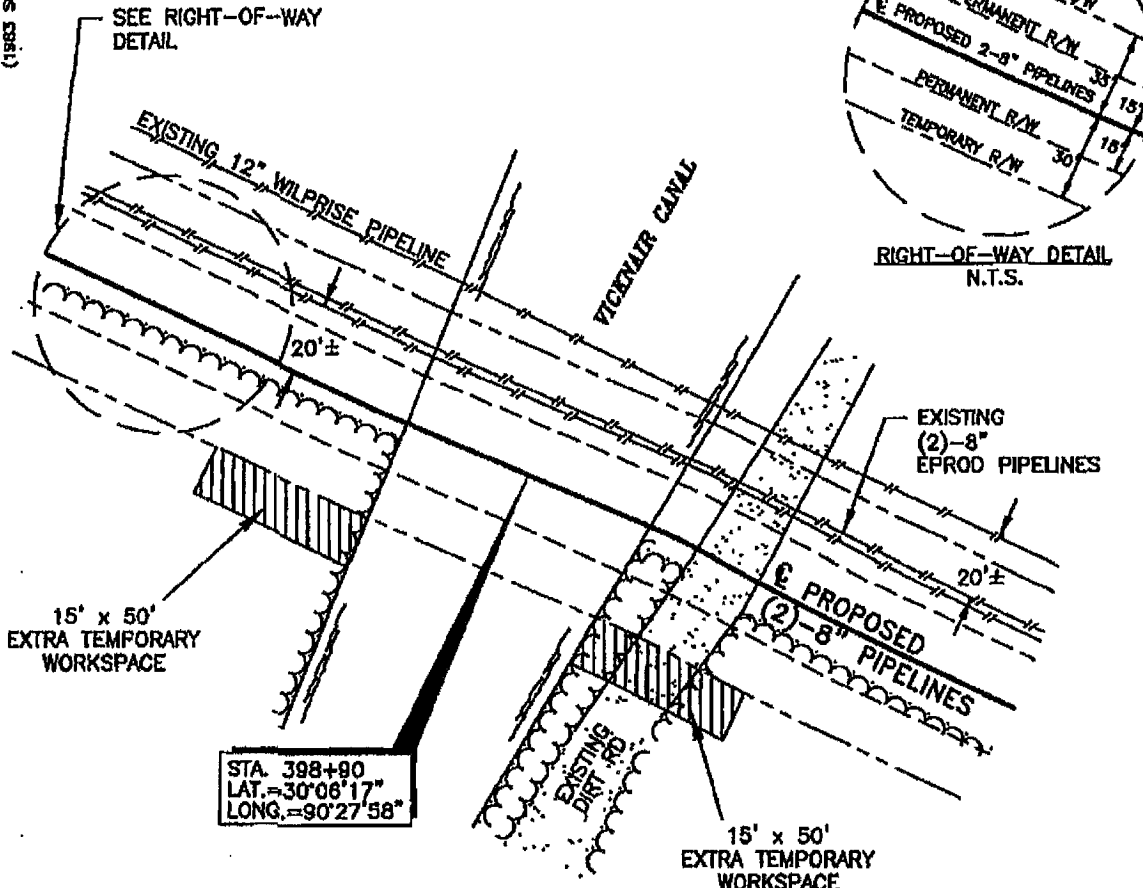 (1983
SEE RIGHT-OF-WAY
DETAIL
PERMANENT R/W
℄ PROPOSED 2-8" PIPELINES
35'
15'
PERMANENT R/W
15'
TEMPORARY R/W
30'
RIGHT-OF-WAY DETAIL
N.T.S.
EXISTING 12" WILPRISE PIPELINE
VICKNAIR CANAL
20'±
EXISTING
(2)-8"
EPROD PIPELINES
20'±
℄ PROPOSED
(2)-8" PIPELINES
15' x 50'
EXTRA TEMPORARY
WORKSPACE
STA. 398+90
LAT.=30°06'17"
LONG.=90°27'58"
EXISTING
DIRT RD
15' x 50'
EXTRA TEMPORARY
WORKSPACE